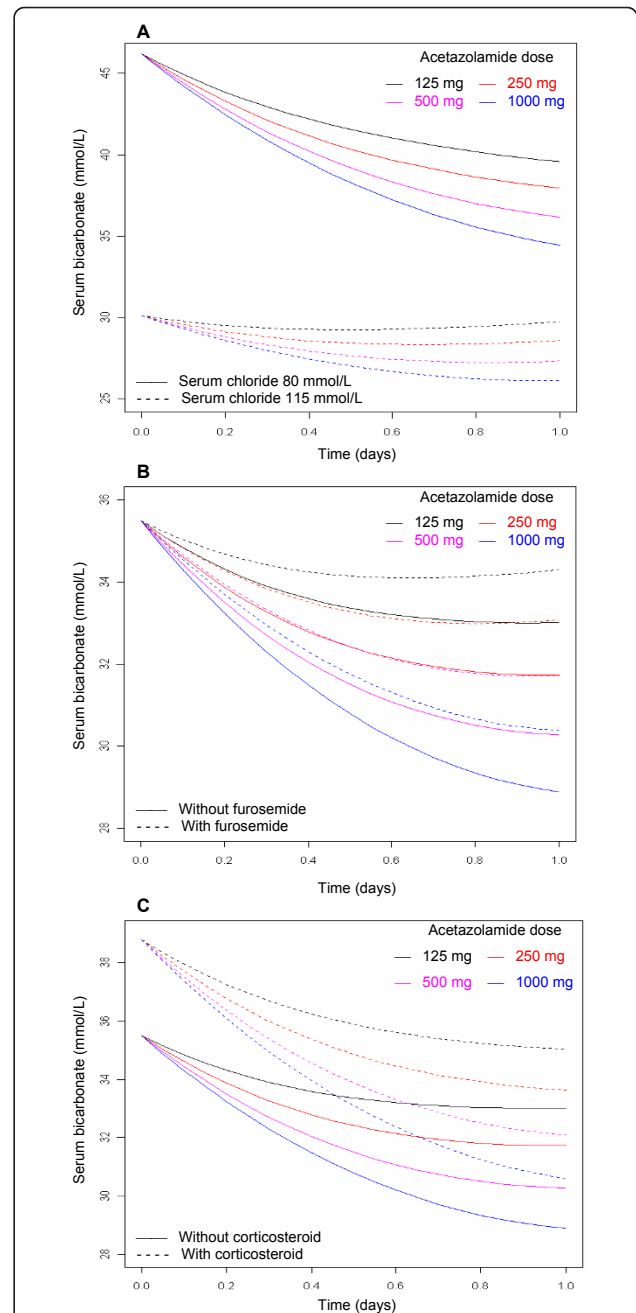 A
Acetazolamide dose
125 mg 250 mg
500 mg 1000 mg
Serum bicarbonate (mmol/L)
45
40
35
30
25
Serum chloride 80 mmol/L
Serum chloride 115 mmol/L
0.0 0.2 0.4 0.6 0.8 1.0
Time (days)
B
Acetazolamide dose
125 mg 250 mg
500 mg 1000 mg
Serum bicarbonate (mmol/L)
36
34
32
30
28
Without furosemide
With furosemide
0.0 0.2 0.4 0.6 0.8 1.0
Time (days)
C
Acetazolamide dose
125 mg 250 mg
500 mg 1000 mg
Serum bicarbonate (mmol/L)
38
36
34
32
30
28
Without corticosteroid
With corticosteroid
0.0 0.2 0.4 0.6 0.8 1.0
Time (days)